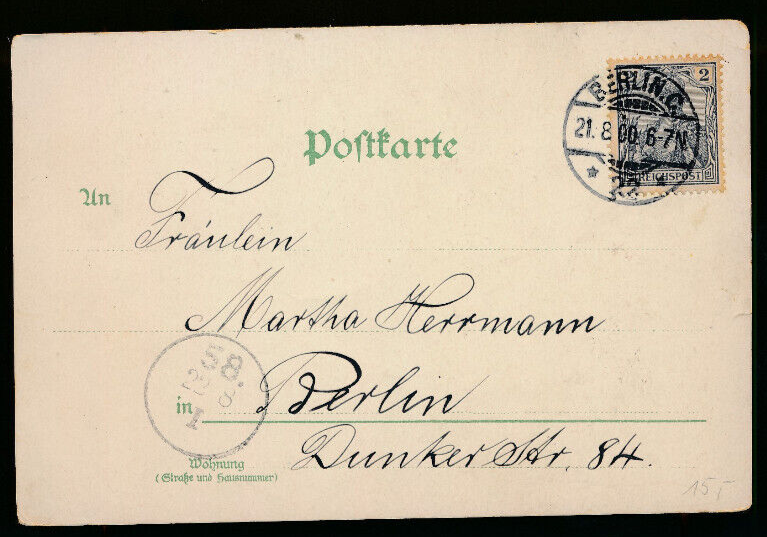 Postkarte
2
BERLIN. C.
21. 8. 00. 6-7N.
REICHSPOST
An
Fräulein
Martha Herrmann
in Berlin
Dunker Str. 84.
Wohnung
(Straße und Hausnummer)
15,-